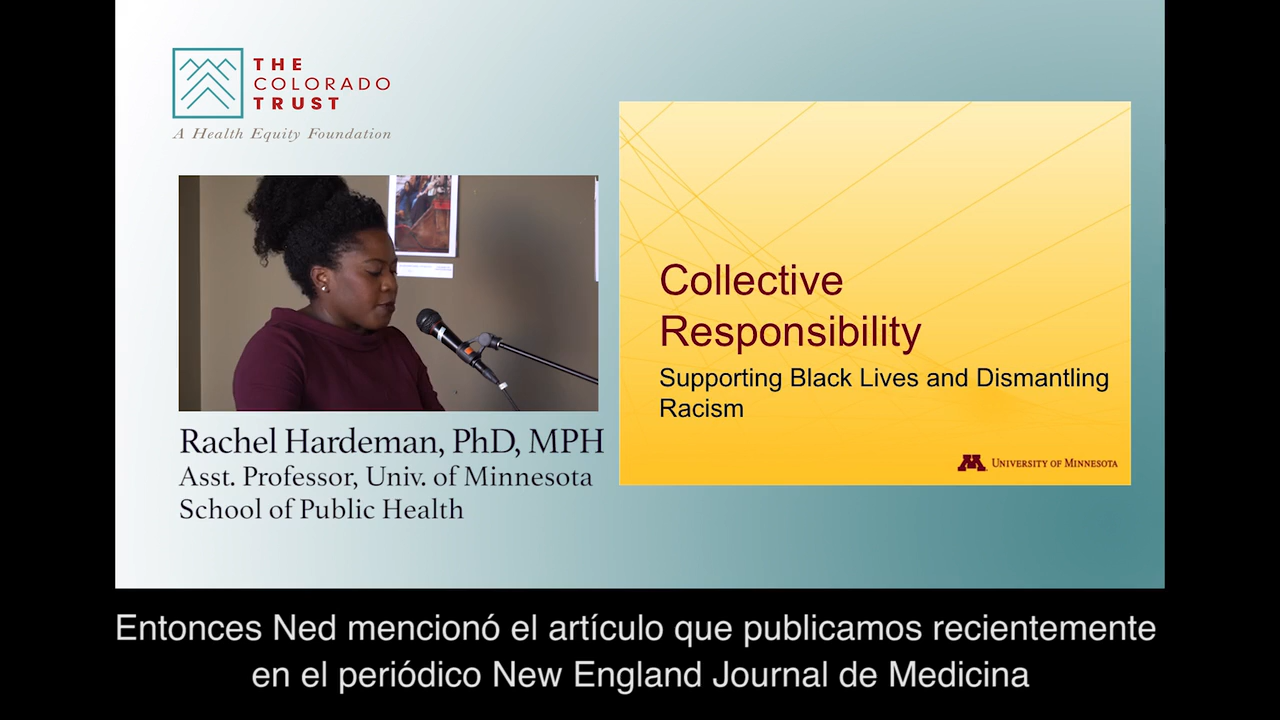 THE
COLORADO
TRUST
A Health Equity Foundation
Rachel Hardeman, PhD, MPH
Asst. Professor, Univ. of Minnesota
School of Public Health
Collective
Responsibility
Supporting Black Lives and Dismantling
Racism
M UNIVERSITY OF MINNESOTA
Entonces Ned mencionó el artículo que publicamos recientemente
en el periódico New England Journal de Medicina